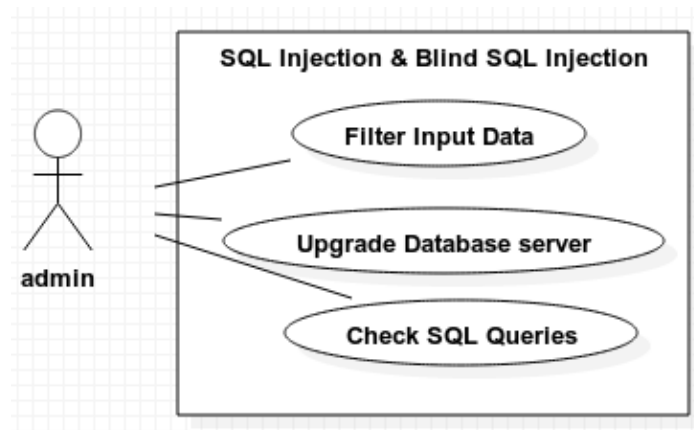 SQL Injection & Blind SQL Injection
Filter Input Data
Upgrade Database server
admin
Check SQL Queries